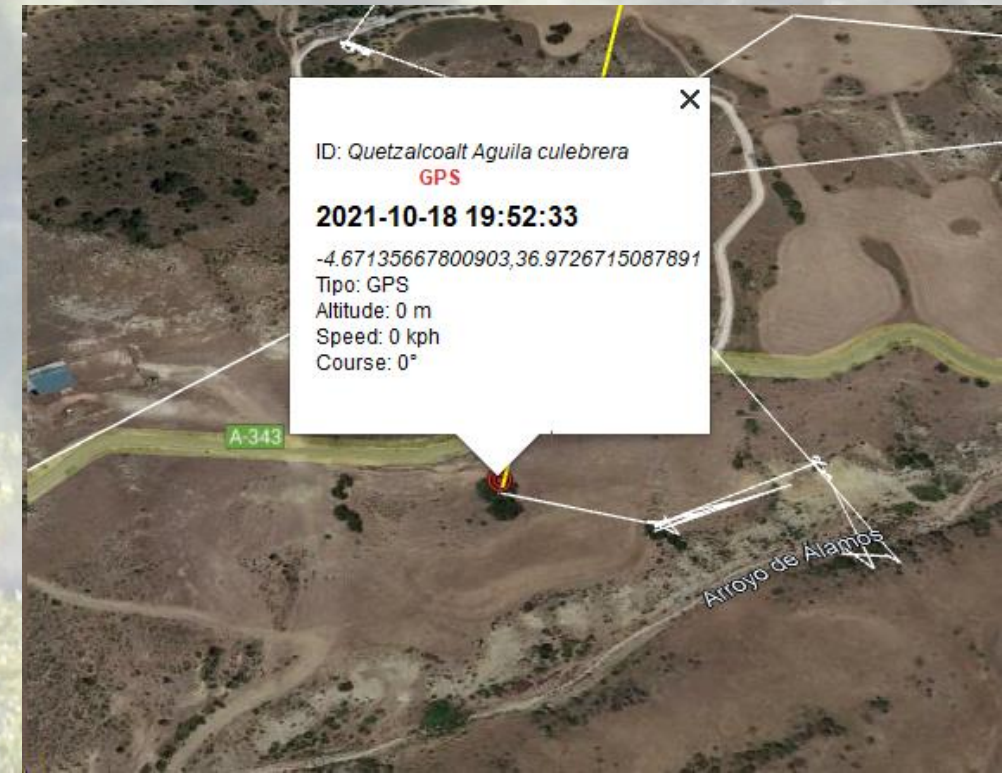 ID: Quetzalcoalt Aguila culebrera
GPS
2021-10-18 19:52:33
-4.67135667800903,36.9726715087891
Tipo: GPS
Altitude: 0 m
Speed: 0 kph
Course: 0°
A-343
Arroyo de Álamos